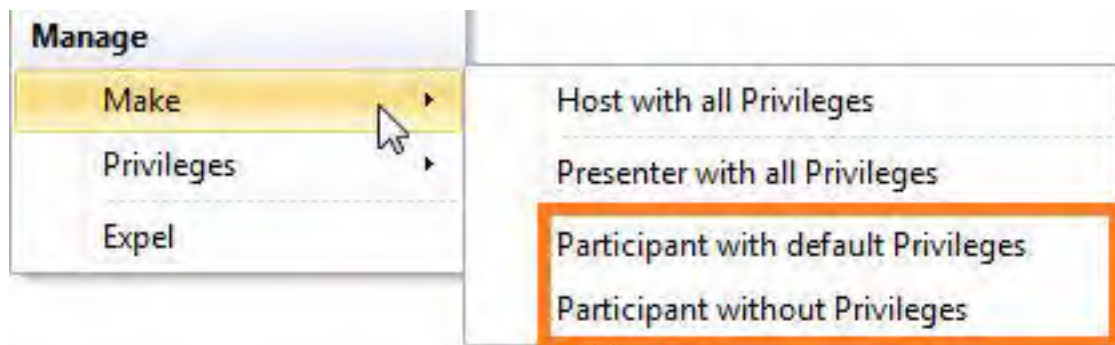 Manage
Make
Privileges
Expel
Host with all Privileges
Presenter with all Privileges
Participant with default Privileges
Participant without Privileges